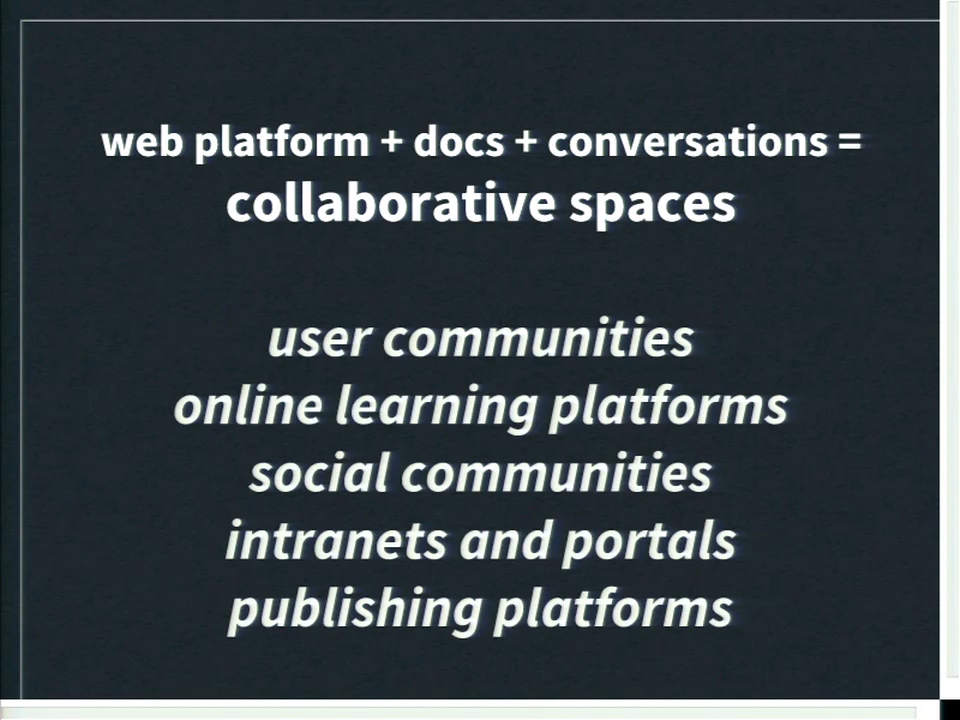 web platform + docs + conversations =
collaborative spaces
user communities
online learning platforms
social communities
intranets and portals
publishing platforms